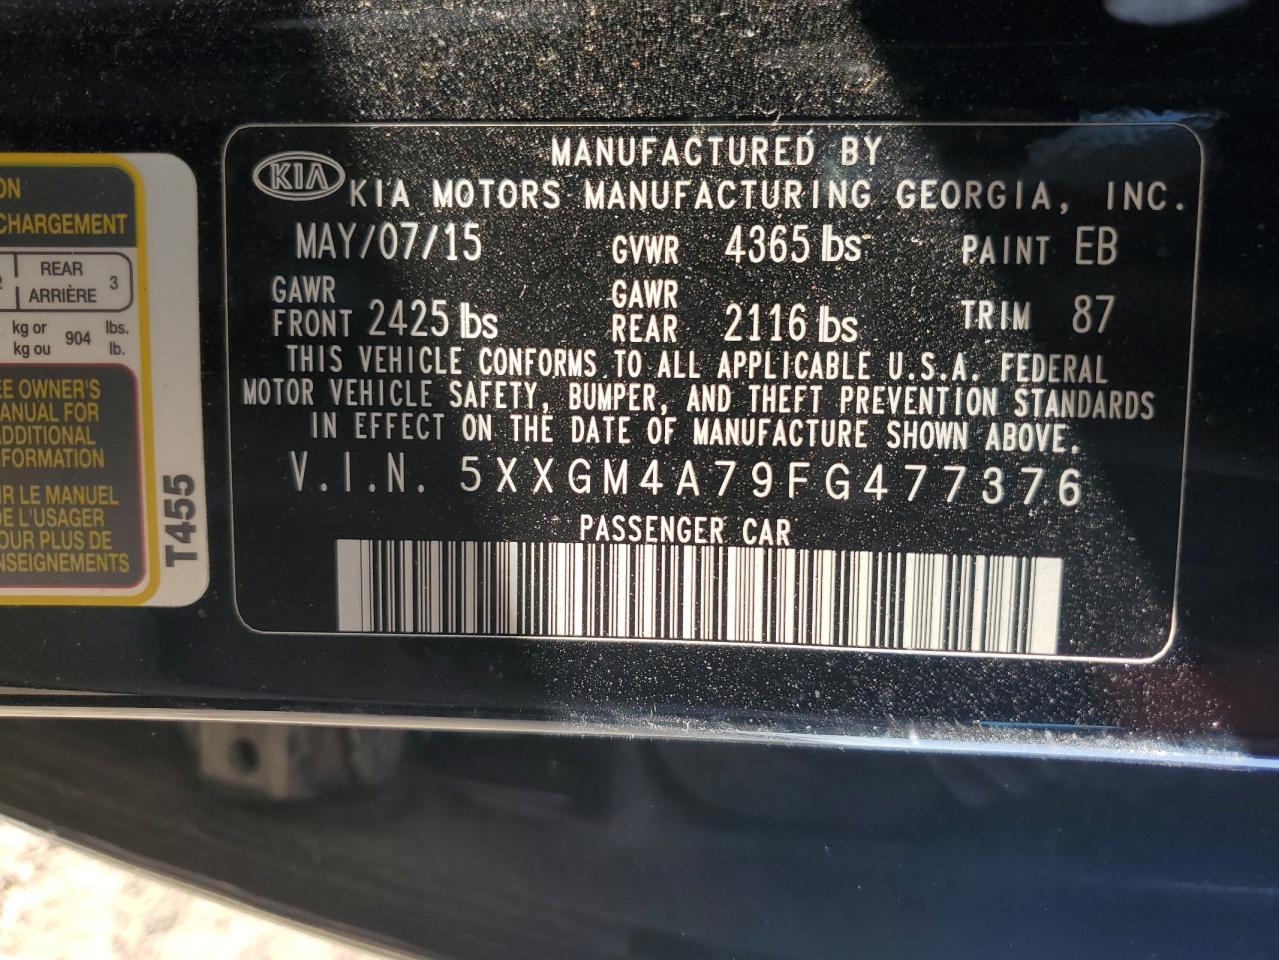 ION
CHARGEMENT
2 REAR ARRIÈRE 3
kg or 904 lbs.
kg ou lb.
EE OWNER'S
MANUAL FOR
ADDITIONAL
FORMATION
IR LE MANUEL
DE L'USAGER
OUR PLUS DE
NSEIGNEMENTS
T455
MANUFACTURED BY
KIA KIA MOTORS MANUFACTURING GEORGIA, INC.
MAY/07/15 GVWR 4365 lbs PAINT EB
GAWR FRONT 2425 lbs GAWR REAR 2116 lbs TRIM 87
THIS VEHICLE CONFORMS TO ALL APPLICABLE U.S.A. FEDERAL
MOTOR VEHICLE SAFETY, BUMPER, AND THEFT PREVENTION STANDARDS
IN EFFECT ON THE DATE OF MANUFACTURE SHOWN ABOVE.
V.I.N. 5XXGM4A79FG477376
PASSENGER CAR